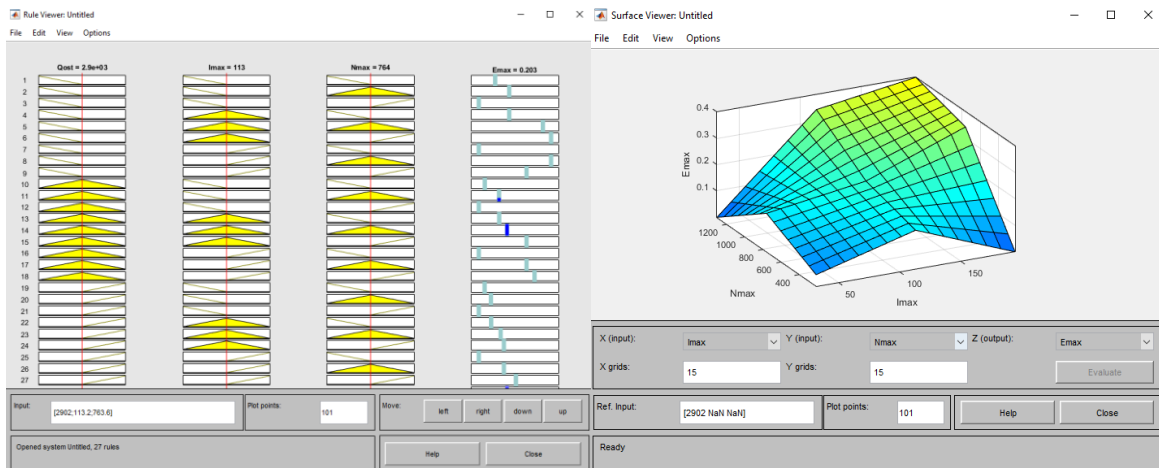 Rule Viewer: Untitled
File Edit View Options
Qost = 2.9e+03
Imax = 113
Nmax = 764
Emax = 0.203
1
2
3
4
5
6
7
8
9
10
11
12
13
14
15
16
17
18
19
20
21
22
23
24
25
26
27
Input:
[2902;113.2;763.6]
Plot points:
101
Move:
left
right
down
up
Opened system Untitled, 27 rules
Help
Close
Surface Viewer: Untitled
File Edit View Options
0.4
0.3
0.2
0.1
Emax
1200
1000
800
600
400
Nmax
50
100
150
Imax
X (input):
Imax
Y (input):
Nmax
Z (output):
Emax
X grids:
15
Y grids:
15
Evaluate
Ref. Input:
[2902 NaN NaN]
Plot points:
101
Help
Close
Ready